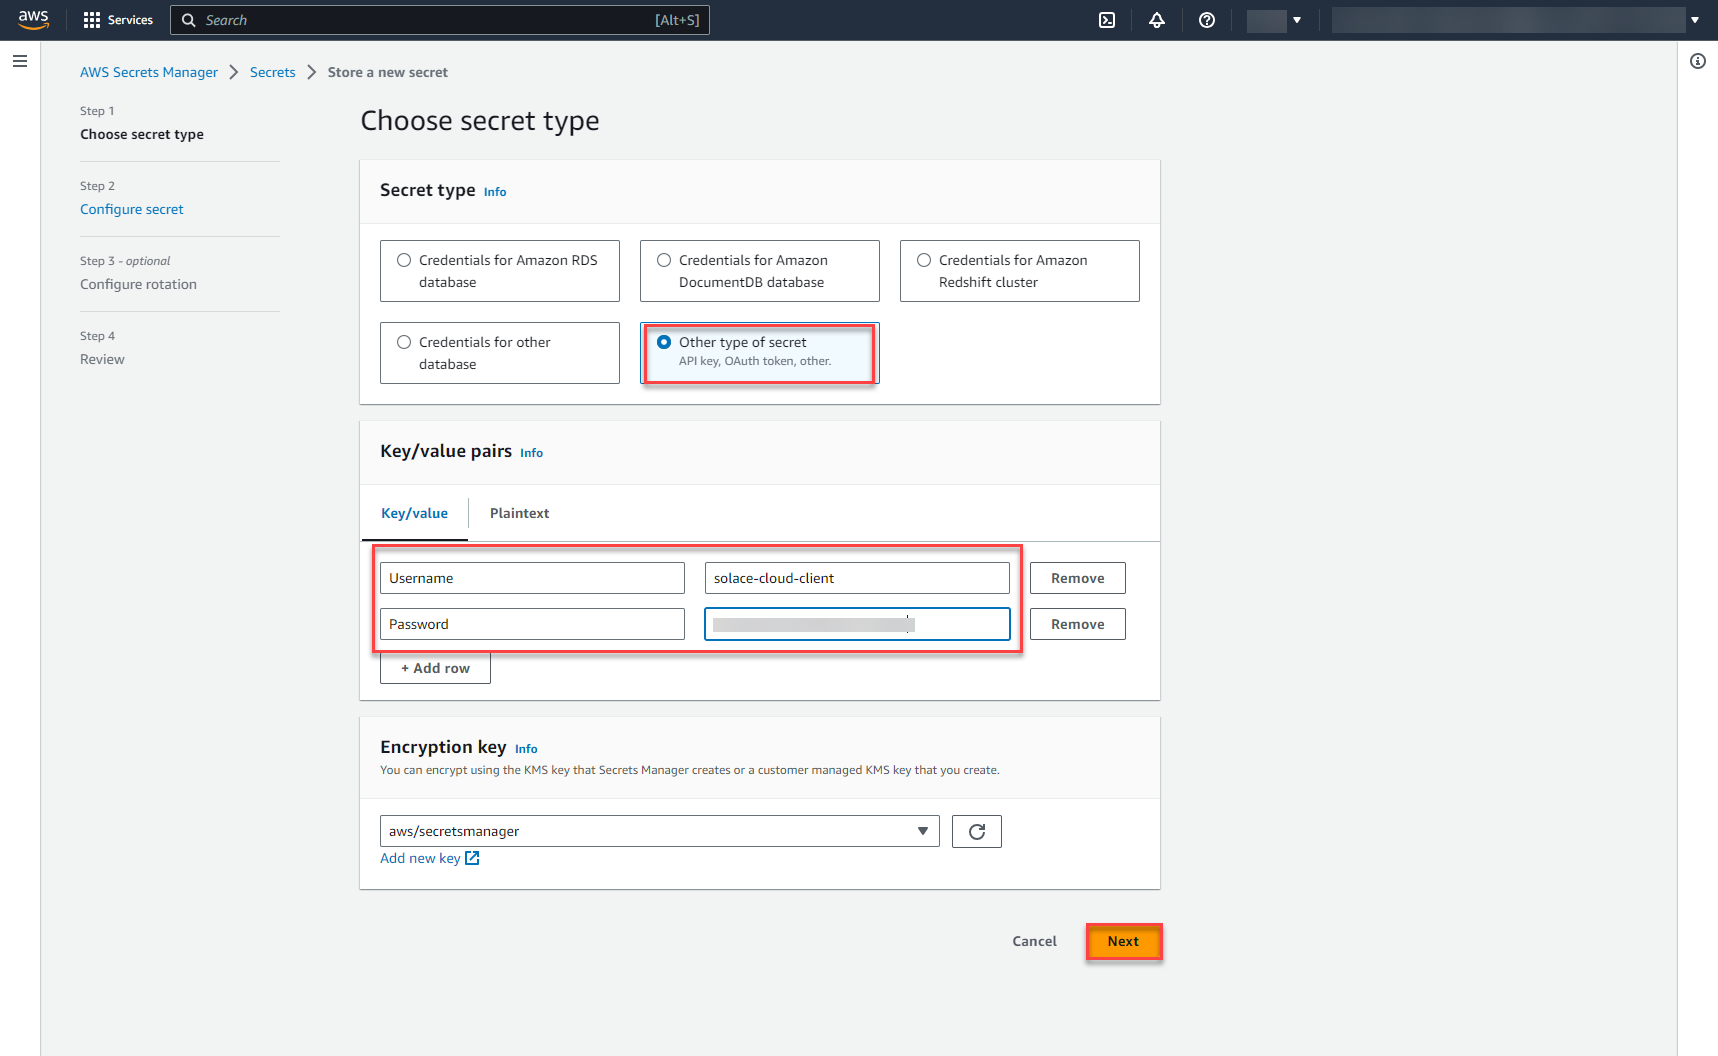 aws
Services
Search
[Alt+S]
AWS Secrets Manager
Secrets
Store a new secret
Step 1
Choose secret type
Step 2
Configure secret
Step 3 - optional
Configure rotation
Step 4
Review
Choose secret type
Secret type Info
Credentials for Amazon RDS
database
Credentials for Amazon
DocumentDB database
Credentials for Amazon
Redshift cluster
Credentials for other
database
Other type of secret
API key, OAuth token, other.
Key/value pairs Info
Key/value
Plaintext
Username
solace-cloud-client
Remove
Password
Remove
+ Add row
Encryption key Info
You can encrypt using the KMS key that Secrets Manager creates or a customer managed KMS key that you create.
aws/secretsmanager
Add new key
Cancel
Next